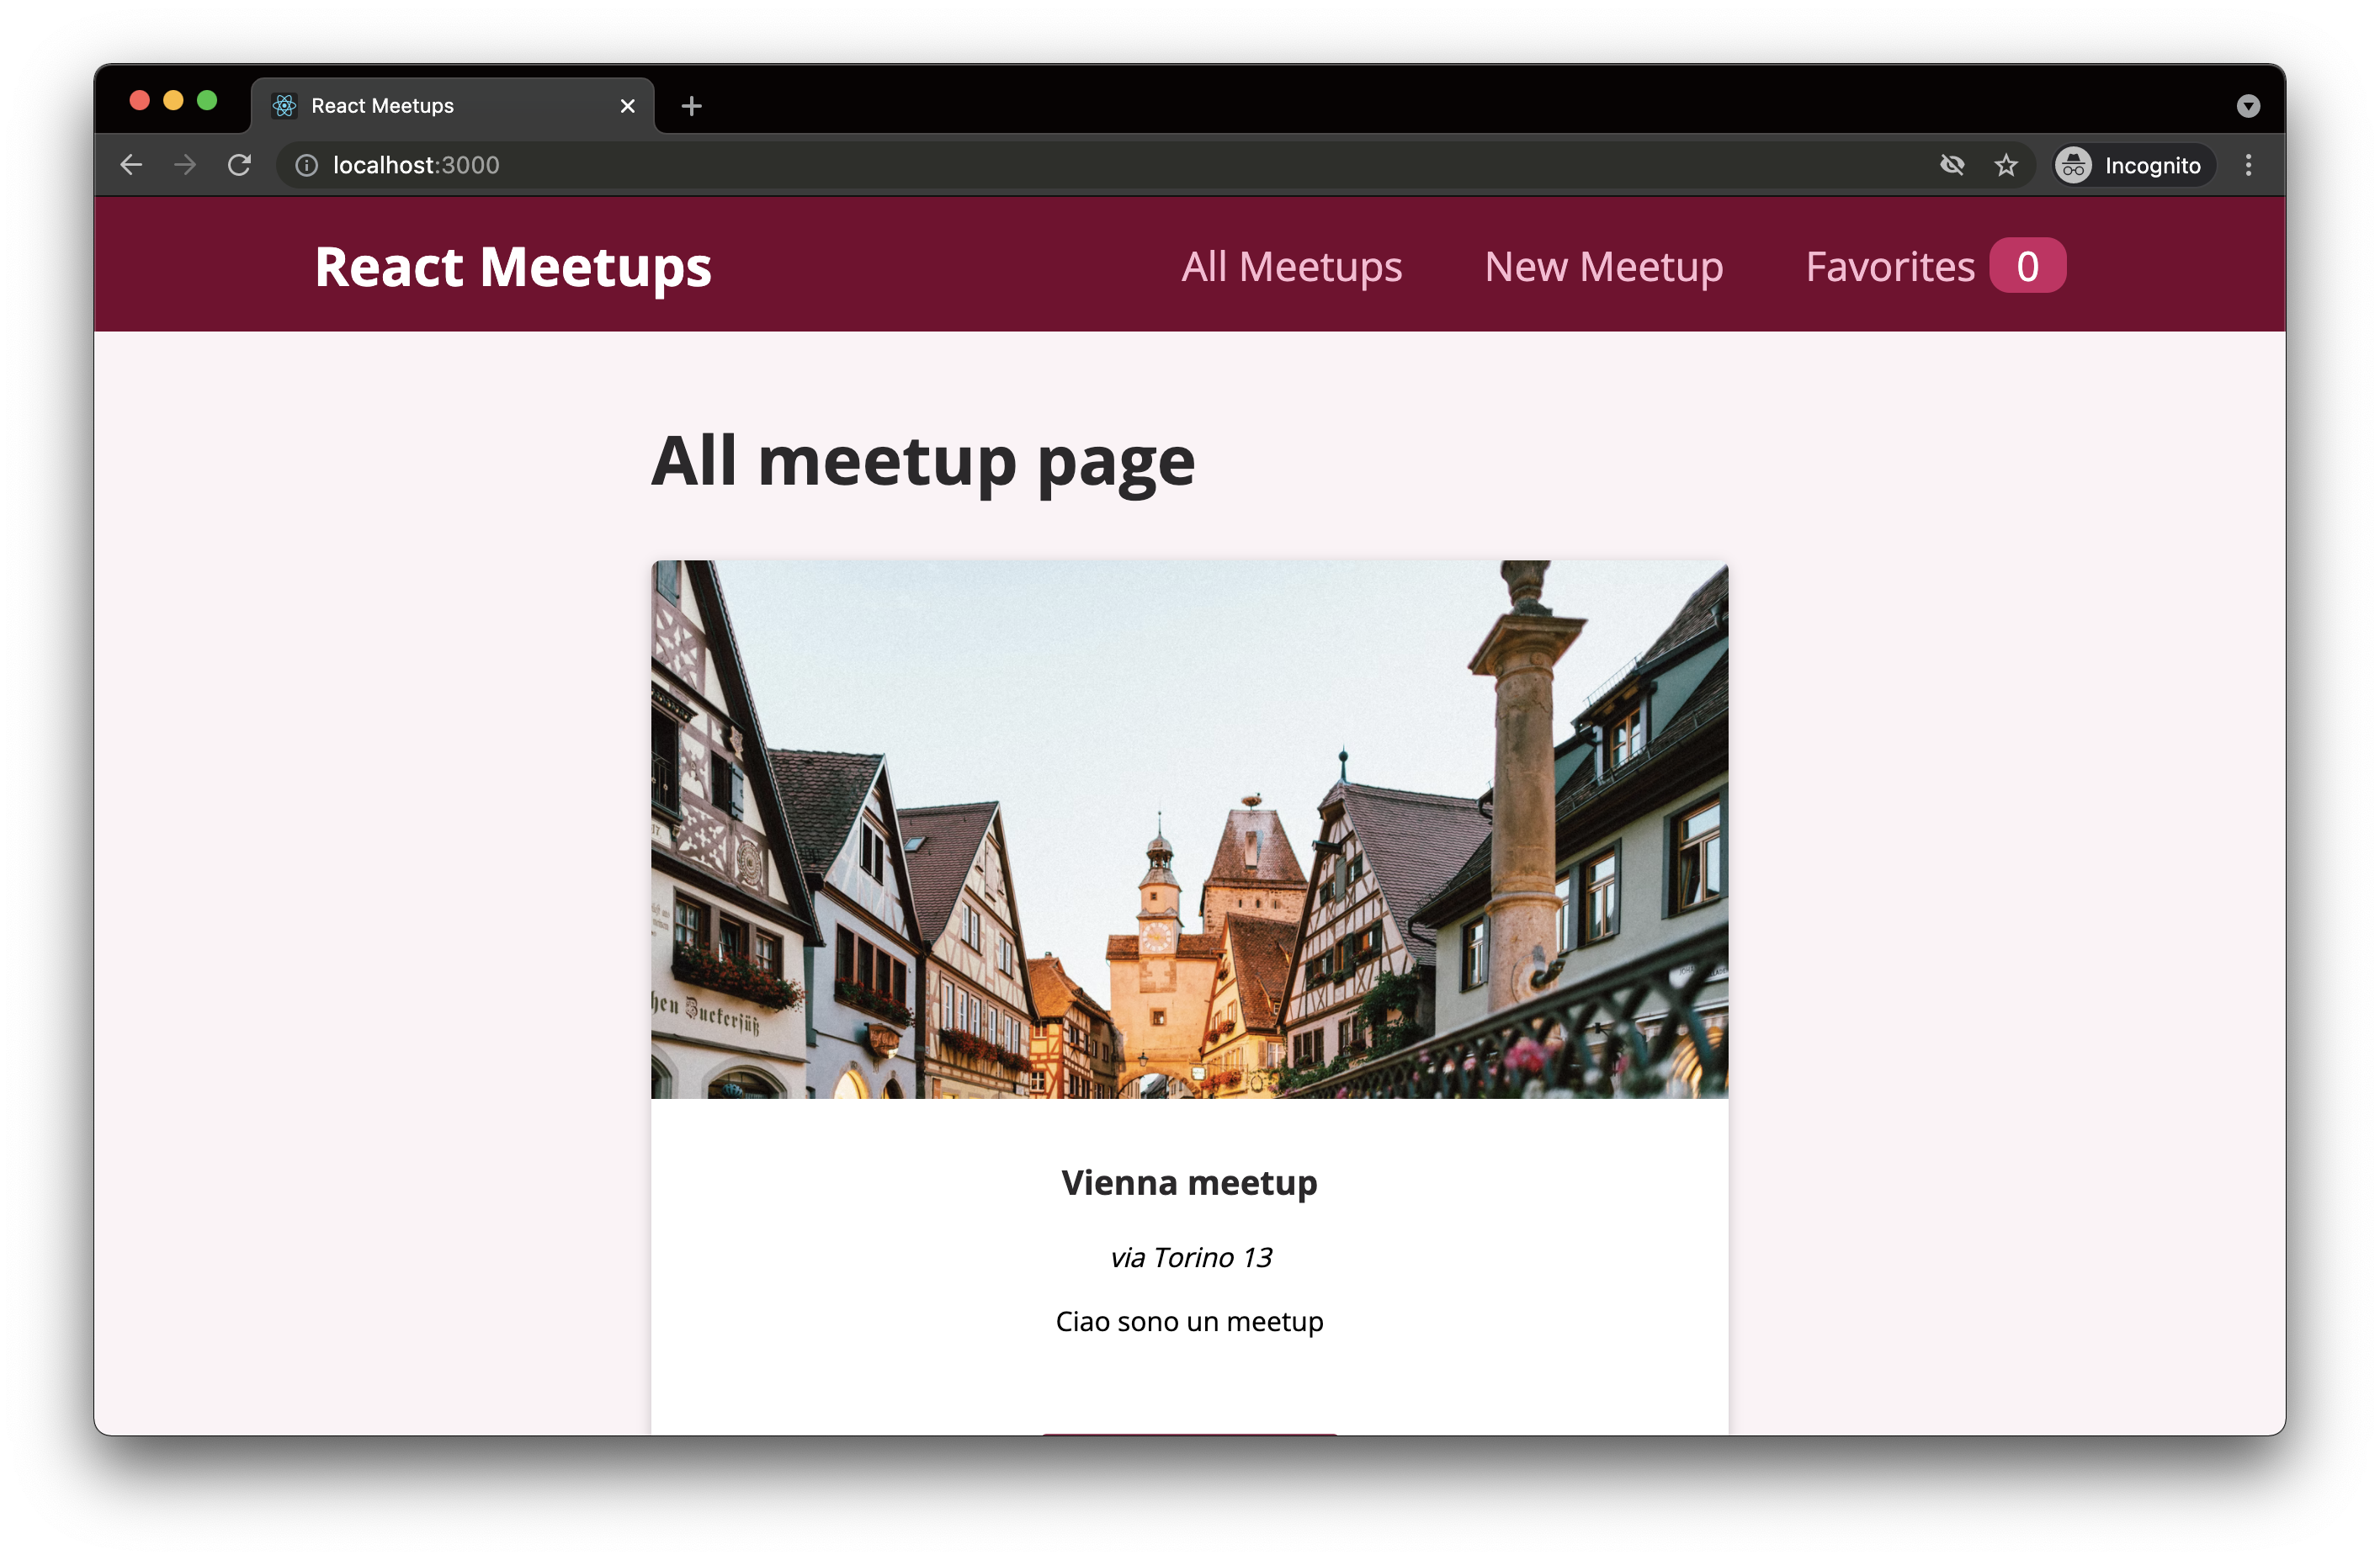 React Meetups
localhost:3000
Incognito
React Meetups
All Meetups
New Meetup
Favorites 0
All meetup page
Zuckersüß
Vienna meetup
via Torino 13
Ciao sono un meetup